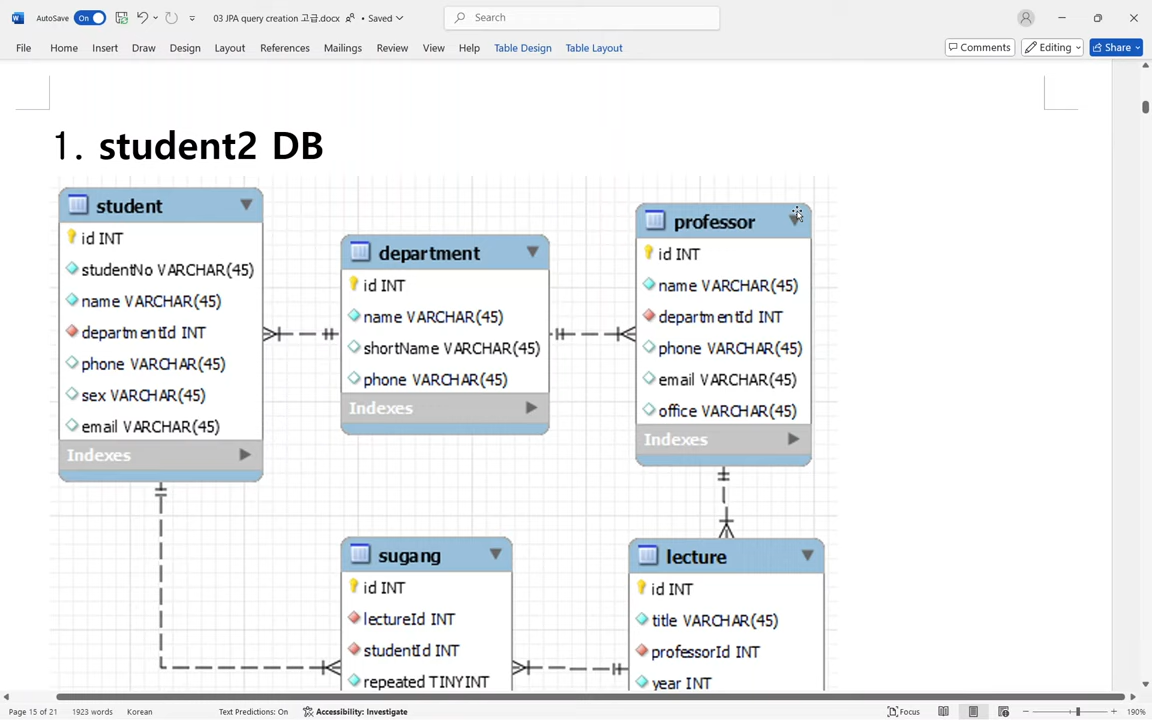 AutoSave On 03 JPA query creation 고급.docx • Saved Search
File Home Insert Draw Design Layout References Mailings Review View Help Table Design Table Layout Comments Editing Share
1. student2 DB
student
id INT
studentNo VARCHAR(45)
name VARCHAR(45)
departmentId INT
phone VARCHAR(45)
sex VARCHAR(45)
email VARCHAR(45)
Indexes
department
id INT
name VARCHAR(45)
shortName VARCHAR(45)
phone VARCHAR(45)
Indexes
professor
id INT
name VARCHAR(45)
departmentId INT
phone VARCHAR(45)
email VARCHAR(45)
office VARCHAR(45)
Indexes
sugang
id INT
lectureId INT
studentId INT
repeated TINYINT
lecture
id INT
title VARCHAR(45)
professorId INT
year INT
Page 15 of 21 1923 words Korean Text Predictions: On Accessibility: Investigate Focus 190%